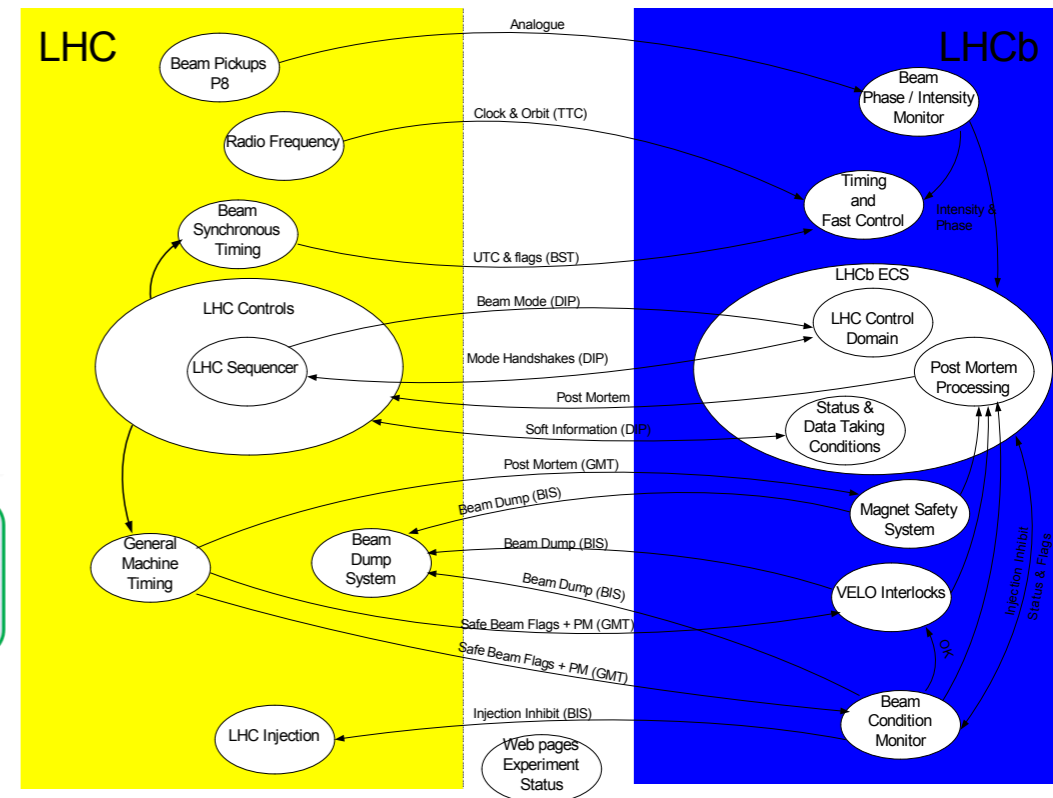 LHC
LHCb
Analogue
Beam Pickups
P8
Beam
Phase / Intensity
Monitor
Clock & Orbit (TTC)
Radio Frequency
Timing
and
Fast Control
Intensity &
Phase
Beam
Synchronous
Timing
UTC & flags (BST)
LHCb ECS
LHC Controls
Beam Mode (DIP)
LHC Control
Domain
LHC Sequencer
Mode Handshakes (DIP)
Post Mortem
Processing
Post Mortem
Status &
Data Taking
Conditions
Soft Information (DIP)
Post Mortem (GMT)
Beam Dump (BIS)
Magnet Safety
System
General
Machine
Timing
Beam
Dump
System
Beam Dump (BIS)
Injection Inhibit
Status & Flags
Beam Dump (BIS)
VELO Interlocks
Safe Beam Flags + PM (GMT)
OK
Safe Beam Flags + PM (GMT)
Beam
Condition
Monitor
Injection Inhibit (BIS)
LHC Injection
Web pages
Experiment
Status